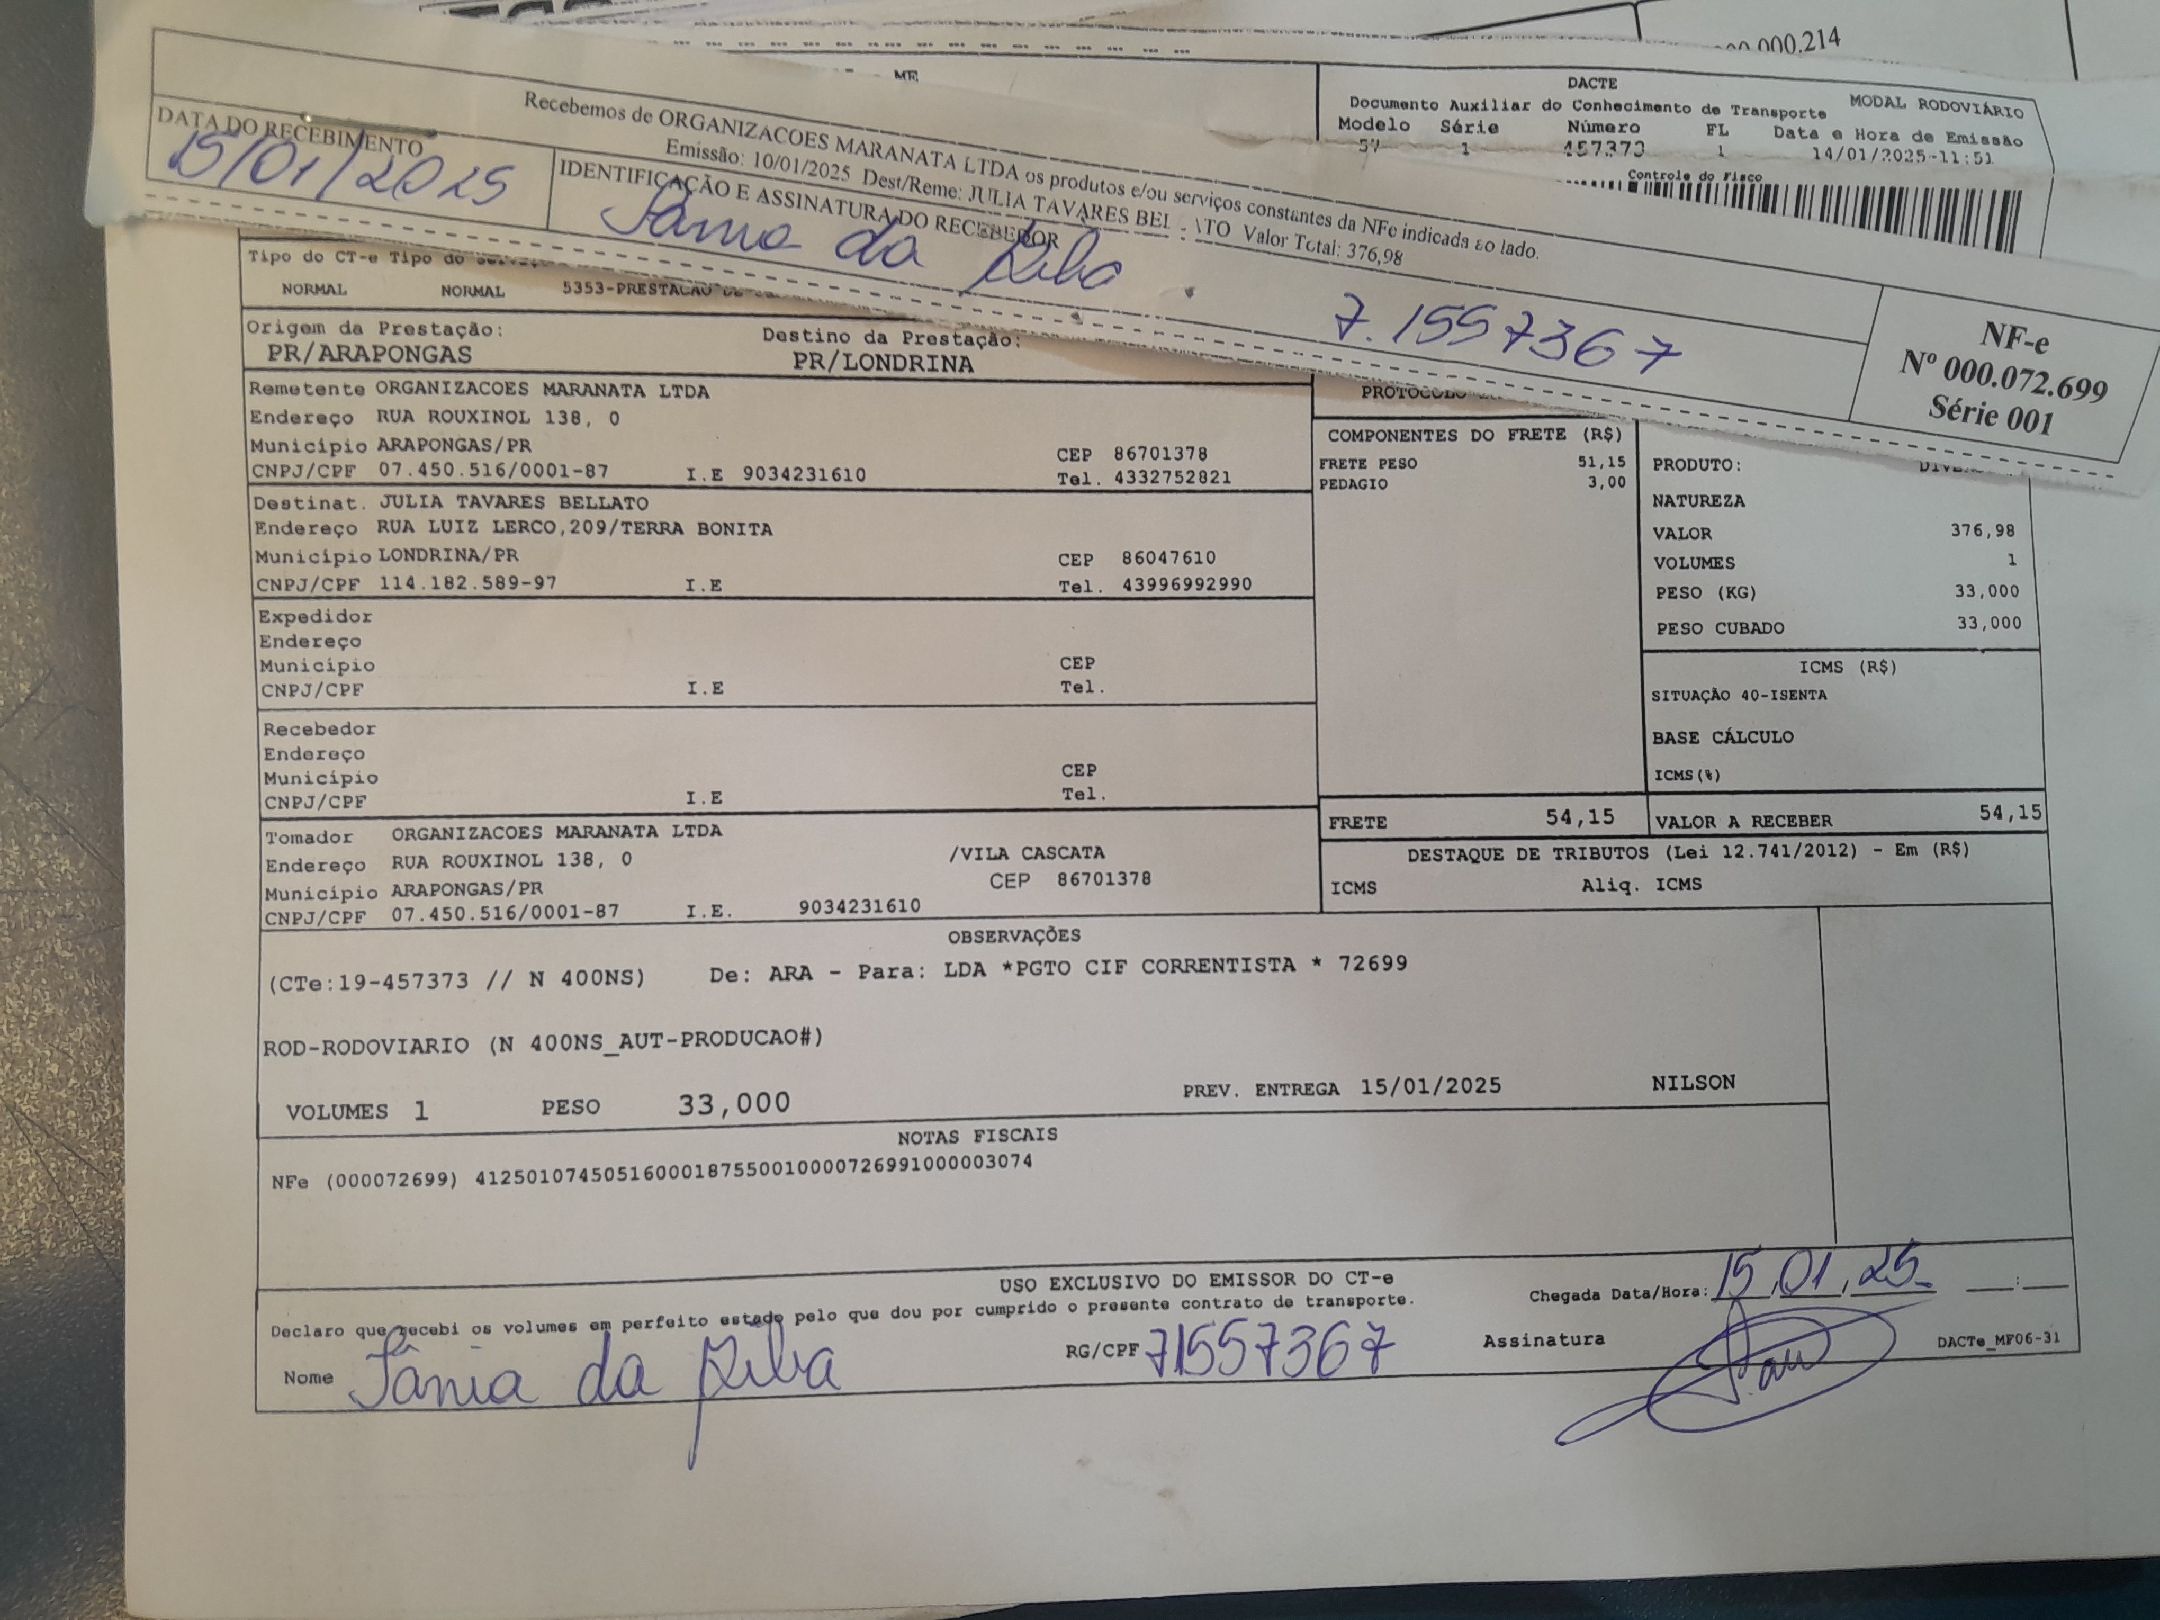 00.000.214
ME
DACTE
Documento Auxiliar do Conhecimento de Transporte MODAL RODOVIÁRIO
Modelo Série Número FL Data e Hora de Emissão
57 1 457373 1 14/01/2025-11:51
Controle do Fisco
Recebemos de ORGANIZACOES MARANATA LTDA os produtos e/ou serviços constantes da NFe indicada ao lado.
Emissão: 10/01/2025 Dest/Reme: JULIA TAVARES BEL ATO Valor Total: 376,98
DATA DO RECEBIMENTO
15/01/2025
IDENTIFICAÇÃO E ASSINATURA DO RECEBEDOR
Sânia da
7.1557367
NF-e
Nº 000.072.699
Série 001
Tipo do CT-e Tipo do
NORMAL NORMAL 5353-PRESTACAO
Origem da Prestação: Destino da Prestação:
PR/ARAPONGAS PR/LONDRINA
Remetente ORGANIZACOES MARANATA LTDA
Endereço RUA ROUXINOL 138, 0
Município ARAPONGAS/PR CEP 86701378
CNPJ/CPF 07.450.516/0001-87 I.E 9034231610 Tel. 4332752821
Destinat. JULIA TAVARES BELLATO
Endereço RUA LUIZ LERCO,209/TERRA BONITA
Município LONDRINA/PR CEP 86047610
CNPJ/CPF 114.182.589-97 I.E Tel. 43996992990
Expedidor
Endereço
Município CEP
CNPJ/CPF I.E Tel.
Recebedor
Endereço
Município CEP
CNPJ/CPF I.E Tel.
Tomador ORGANIZACOES MARANATA LTDA
Endereço RUA ROUXINOL 138, 0 /VILA CASCATA
Município ARAPONGAS/PR CEP 86701378
CNPJ/CPF 07.450.516/0001-87 I.E. 9034231610
PROTOCOLO
COMPONENTES DO FRETE (R$)
FRETE PESO 51,15
PEDAGIO 3,00
PRODUTO:
NATUREZA
VALOR 376,98
VOLUMES 1
PESO (KG) 33,000
PESO CUBADO 33,000
ICMS (R$)
SITUAÇÃO 40-ISENTA
BASE CÁLCULO
ICMS(%)
FRETE 54,15 VALOR A RECEBER 54,15
DESTAQUE DE TRIBUTOS (Lei 12.741/2012) - Em (R$)
ICMS Aliq. ICMS
OBSERVAÇÕES
(CTe:19-457373 // N 400NS) De: ARA - Para: LDA *PGTO CIF CORRENTISTA * 72699
ROD-RODOVIARIO (N 400NS_AUT-PRODUCAO#)
VOLUMES 1 PESO 33,000 PREV. ENTREGA 15/01/2025 NILSON
NOTAS FISCAIS
NFe (000072699) 41250107450516000187550010000726991000003074
USO EXCLUSIVO DO EMISSOR DO CT-e
Declaro que recebi os volumes em perfeito estado pelo que dou por cumprido o presente contrato de transporte.
Chegada Data/Hora: 15,01,25 __:__
Nome Sânia da RG/CPF 71557367 Assinatura DACTe_MF06-31